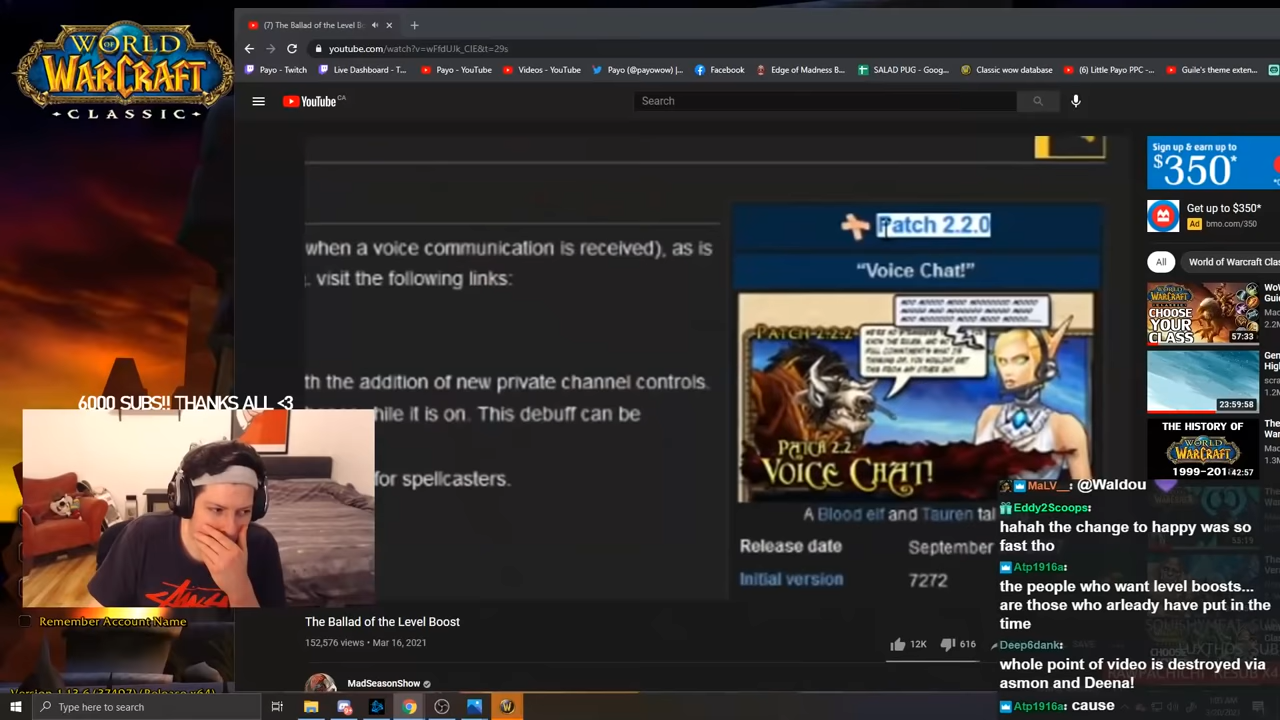 WORLD OF WARCRAFT
CLASSIC
(7) The Ballad of the Level B
youtube.com/watch?v=wFfdUJk_CIE&t=29s
Payo - Twitch
Live Dashboard - T...
Payo - YouTube
Videos - YouTube
Payo (@payowow) |...
Facebook
Edge of Madness B...
SALAD PUG - Goog...
Classic wow database
(6) Little Payo PPC -...
Guile's theme exten...
YouTube CA
Search
Sign up & earn up to
$350*
Get up to $350*
Ad bmo.com/350
All
World of Warcraft Clas
Patch 2.2.0
"Voice Chat!"
when a voice communication is received), as is
visit the following links:
th the addition of new private channel controls.
hile it is on. This debuff can be
for spellcasters.
PATCH 2.2:
VOICE CHAT!
A Blood elf and Tauren tal
Release date September
Initial version 7272
CHOOSE
YOUR
CLASS
57:33
23:59:58
THE HISTORY OF
WORLD OF WARCRAFT
1999-201
42:57
6000 SUBS!! THANKS ALL <3
Remember Account Name
The Ballad of the Level Boost
152,576 views • Mar 16, 2021
12K
616
MadSeasonShow
MaLV__: @Waldou
Eddy2Scoops:
hahah the change to happy was so
fast tho
Atp1916a:
the people who want level boosts...
are those who arleady have put in the
time
Deep6dank:
whole point of video is destroyed via
asmon and Deena!
Atp1916a: cause
Type here to search